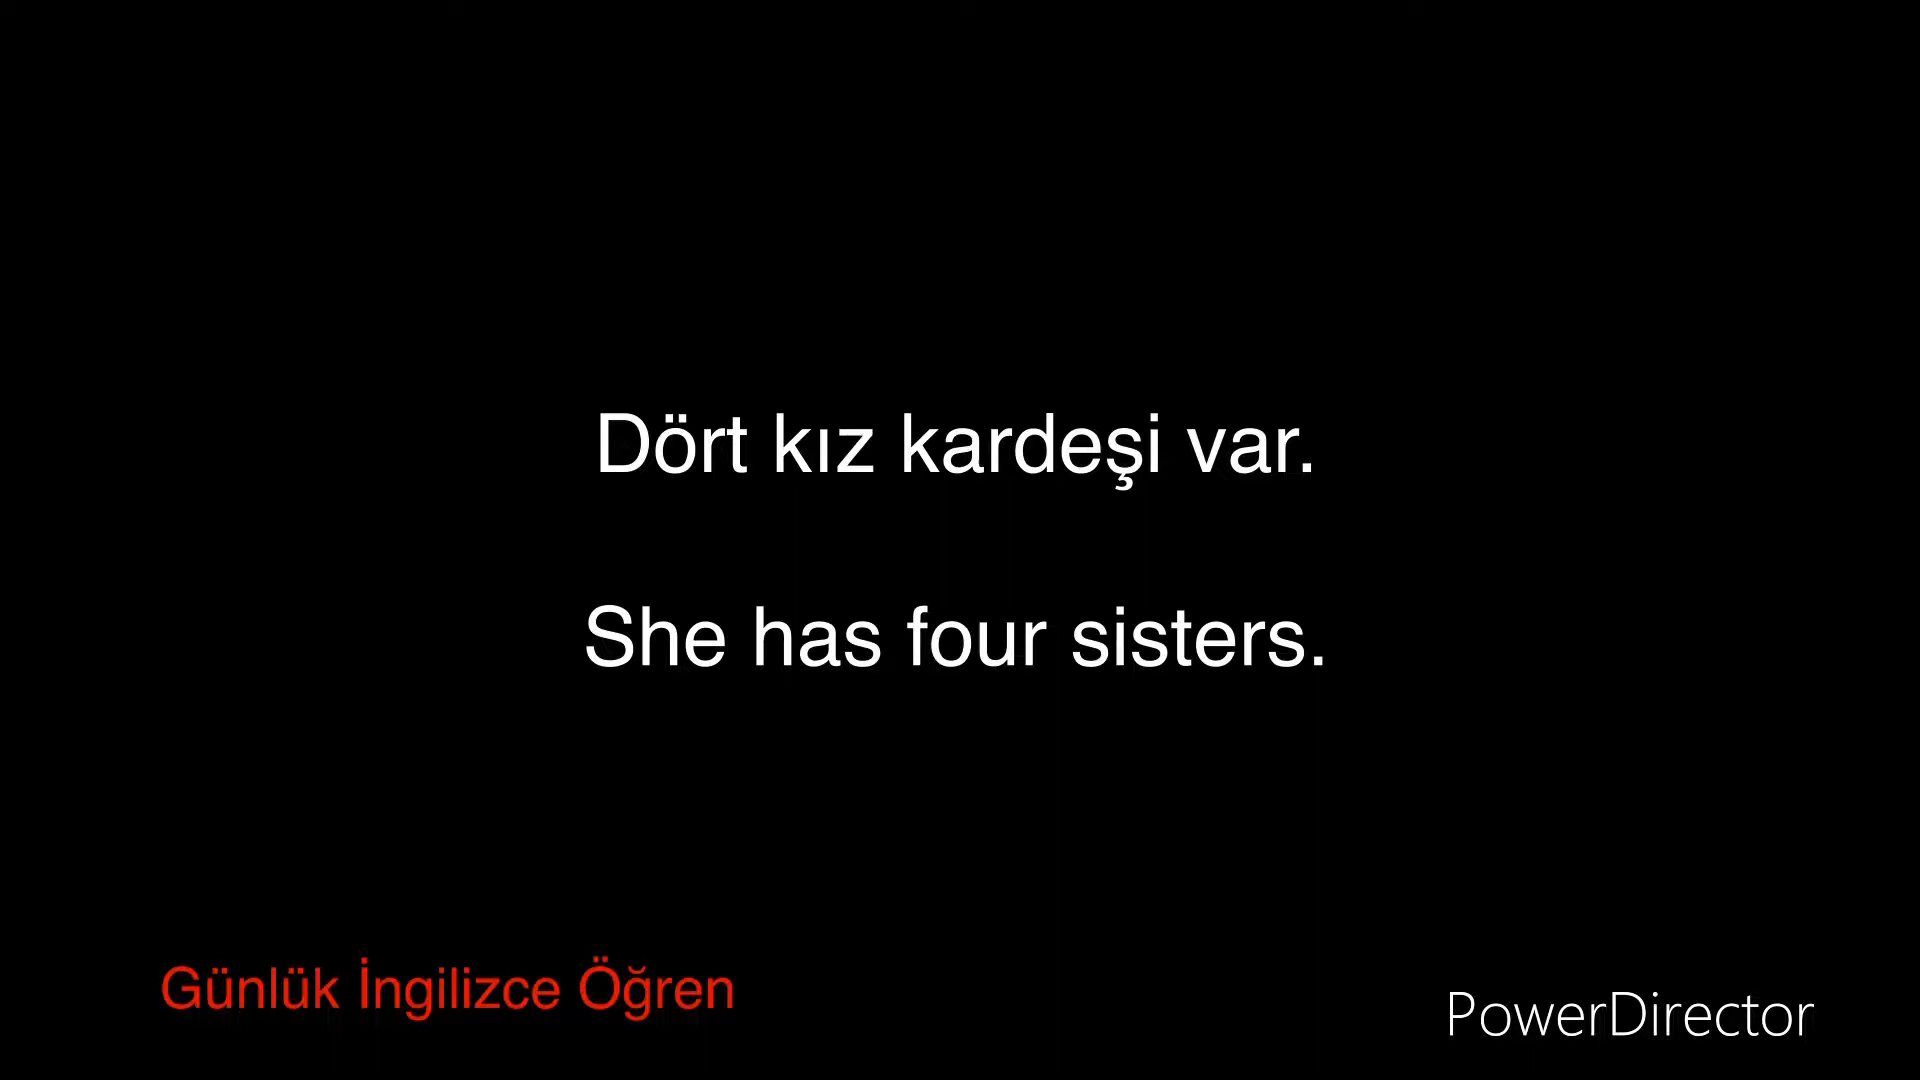 Dört kız kardeşi var.
She has four sisters.
Günlük İngilizce Öğren
PowerDirector